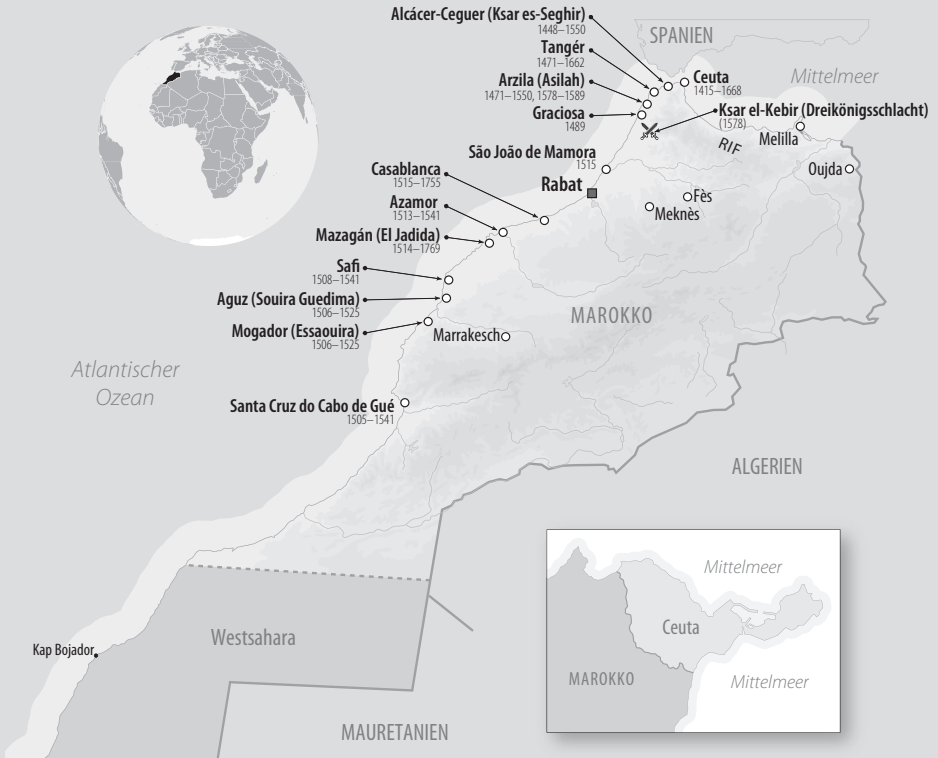 Alcácer-Ceguer (Ksar es-Seghir)
1448–1550
SPANIEN
Tangér
1471–1662
Mittelmeer
Arzila (Asilah)
1471–1550, 1578–1589
Ceuta
1415–1668
Graciosa
1489
Ksar el-Kebir (Dreikönigsschlacht)
(1578)
RIF
Melilla
São João de Mamora
1515
Oujda
Casablanca
1515–1755
Rabat
Fès
Meknès
Azamor
1513–1541
Mazagán (El Jadida)
1514–1769
Safi
1508–1541
Aguz (Souira Guedima)
1506–1525
MAROKKO
Mogador (Essaouira)
1506–1525
Marrakesch
Atlantischer
Ozean
Santa Cruz do Cabo de Gué
1505–1541
ALGERIEN
Westsahara
Kap Bojador
MAURETANIEN
Mittelmeer
Ceuta
MAROKKO
Mittelmeer